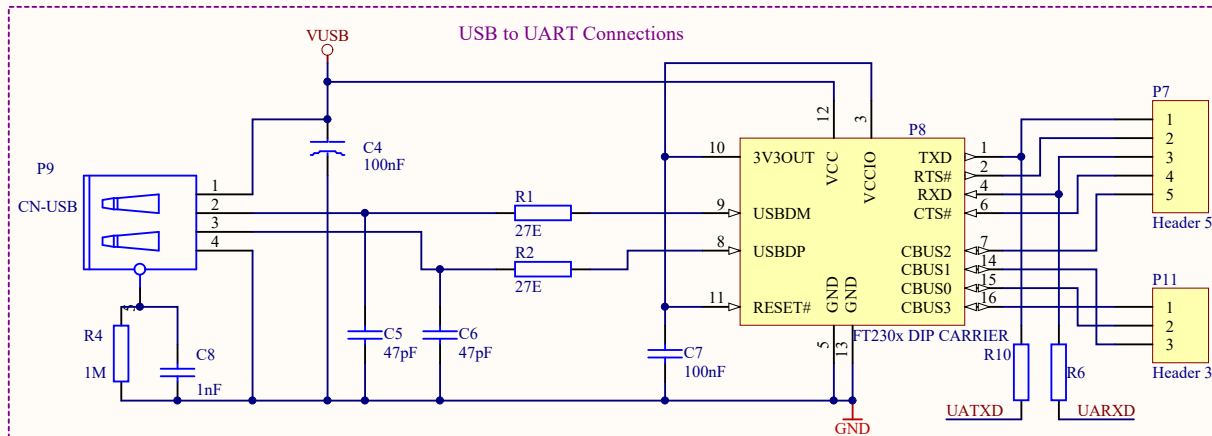 USB to UART Connections
VUSB
P9
CN-USB
1
2
3
4
5
R4
1M
C8
1nF
C4
100nF
R1
27E
R2
27E
C5
47pF
C6
47pF
C7
100nF
P8
12
VCC
3
VCCIO
10
3V3OUT
9
USBDM
8
USBDP
11
RESET#
TXD
1
RTS#
2
RXD
4
CTS#
6
CBUS2
7
CBUS1
14
CBUS0
15
CBUS3
16
GND
GND
5
13
FT230x DIP CARRIER
GND
P7
1
2
3
4
5
Header 5
P11
1
2
3
Header 3
R10
R6
UATXD
UARXD